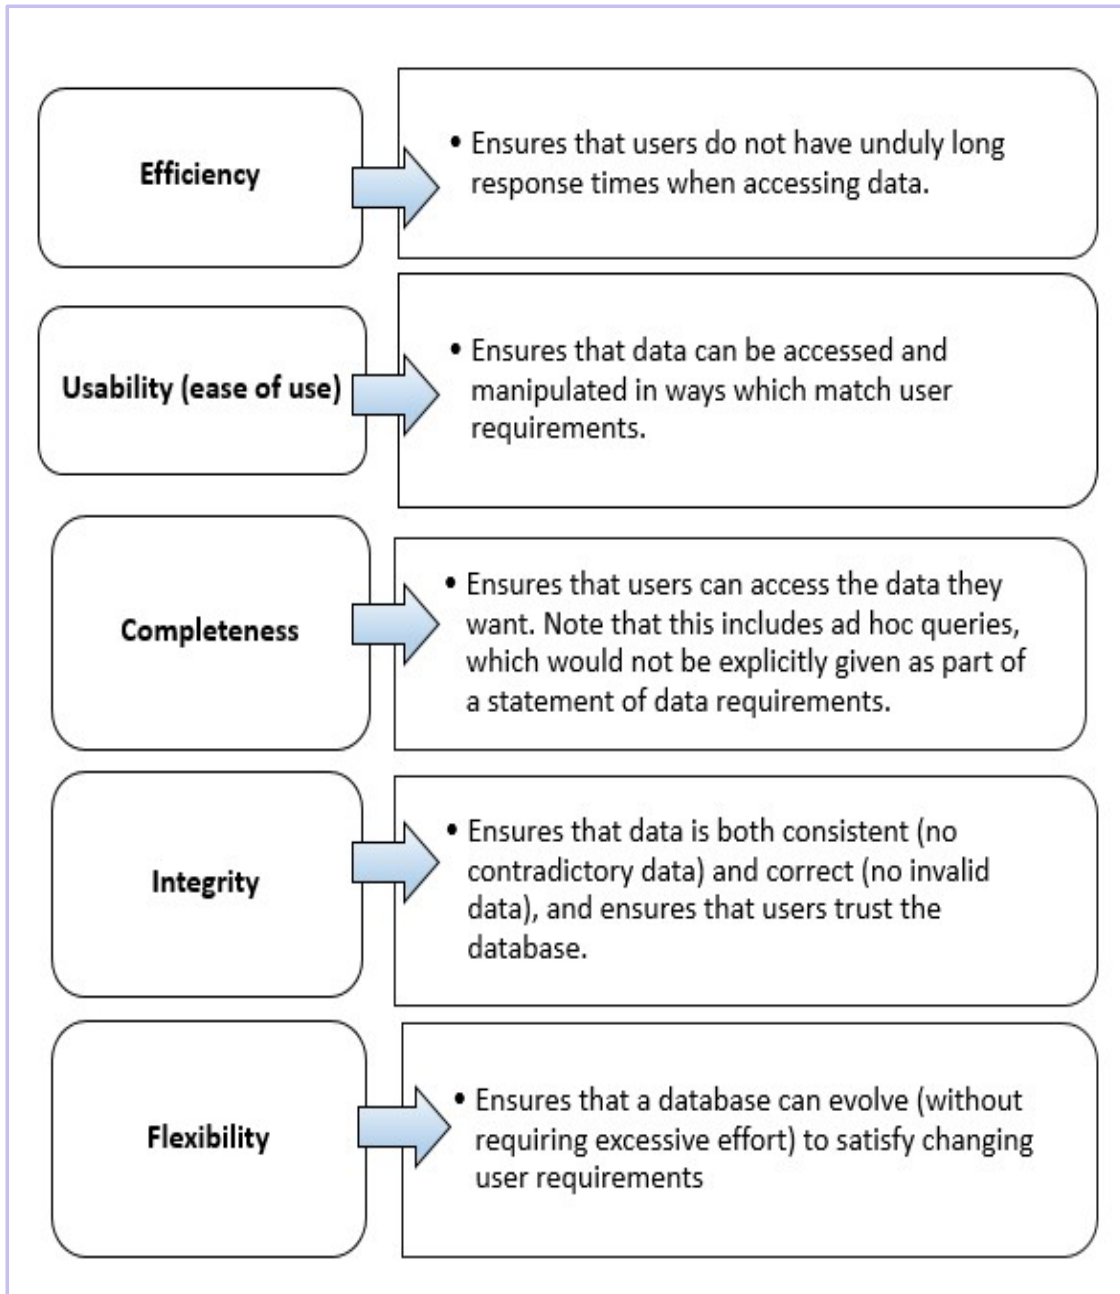 Efficiency
• Ensures that users do not have unduly long
response times when accessing data.
Usability (ease of use)
• Ensures that data can be accessed and
manipulated in ways which match user
requirements.
Completeness
• Ensures that users can access the data they
want. Note that this includes ad hoc queries,
which would not be explicitly given as part of
a statement of data requirements.
Integrity
• Ensures that data is both consistent (no
contradictory data) and correct (no invalid
data), and ensures that users trust the
database.
Flexibility
• Ensures that a database can evolve (without
requiring excessive effort) to satisfy changing
user requirements